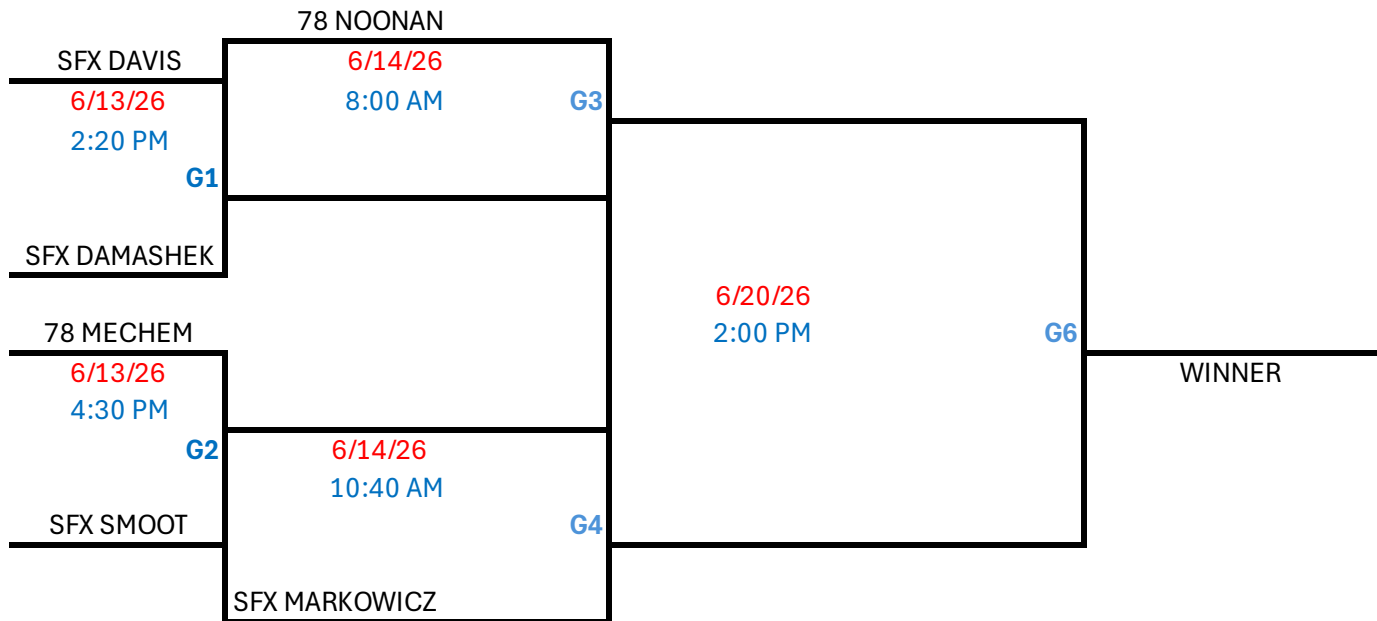 78 NOONAN
SFX DAVIS
6/14/26
6/13/26
8:00 AM
G3
2:20 PM
G1
SFX DAMASHEK
6/20/26
78 MECHEM
2:00 PM
G6
6/13/26
WINNER
4:30 PM
G2
6/14/26
10:40 AM
SFX SMOOT
G4
SFX MARKOWICZ